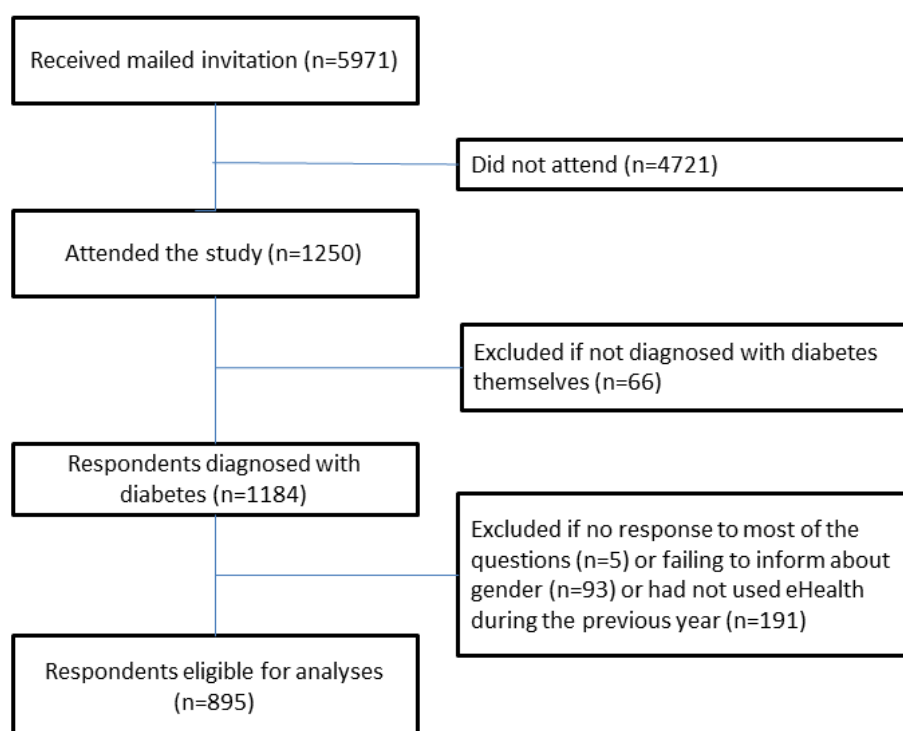 Received mailed invitation (n=5971)
Did not attend (n=4721)
Attended the study (n=1250)
Excluded if not diagnosed with diabetes
themselves (n=66)
Respondents diagnosed with
diabetes (n=1184)
Excluded if no response to most of the
questions (n=5) or failing to inform about
gender (n=93) or had not used eHealth
during the previous year (n=191)
Respondents eligible for analyses
(n=895)